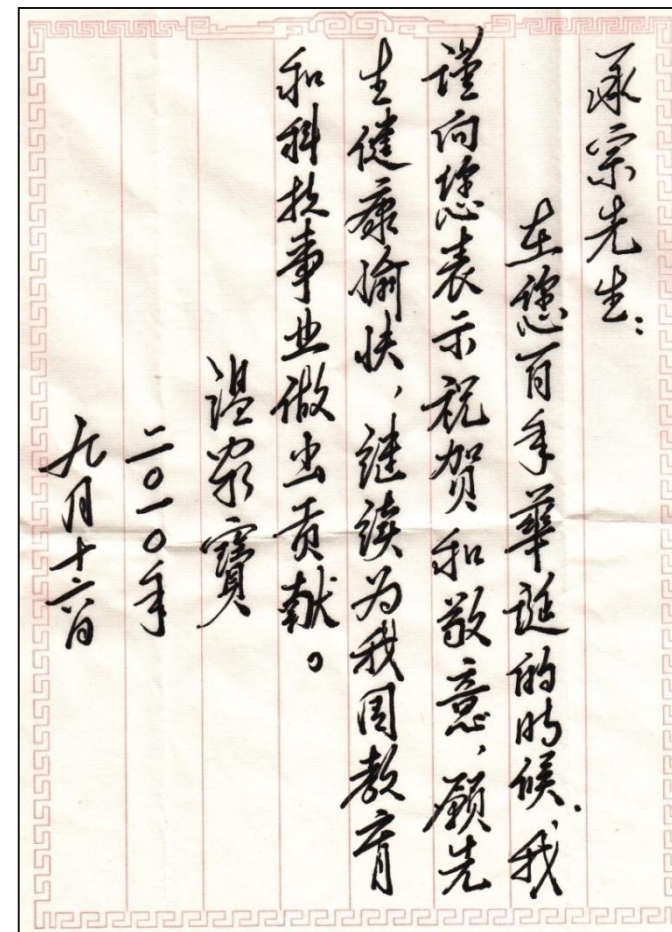 承宗先生：
在您百年華诞的时候，我
谨向您表示祝贺和敬意，愿先
生健康愉快，继续为我国教育
和科技事业做出贡献。
温家寶
二〇一〇年
九月十六日